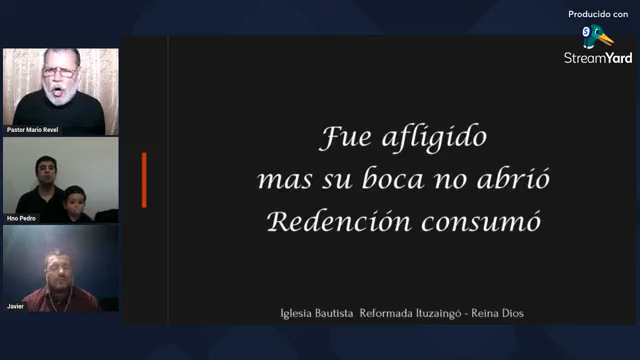 Producido con
StreamYard
Pastor Mario Revel
Hno Pedro
Javier
Fue afligido
mas su boca no abrió
Redención consumó
Iglesia Bautista Reformada Ituzaingó - Reina Dios